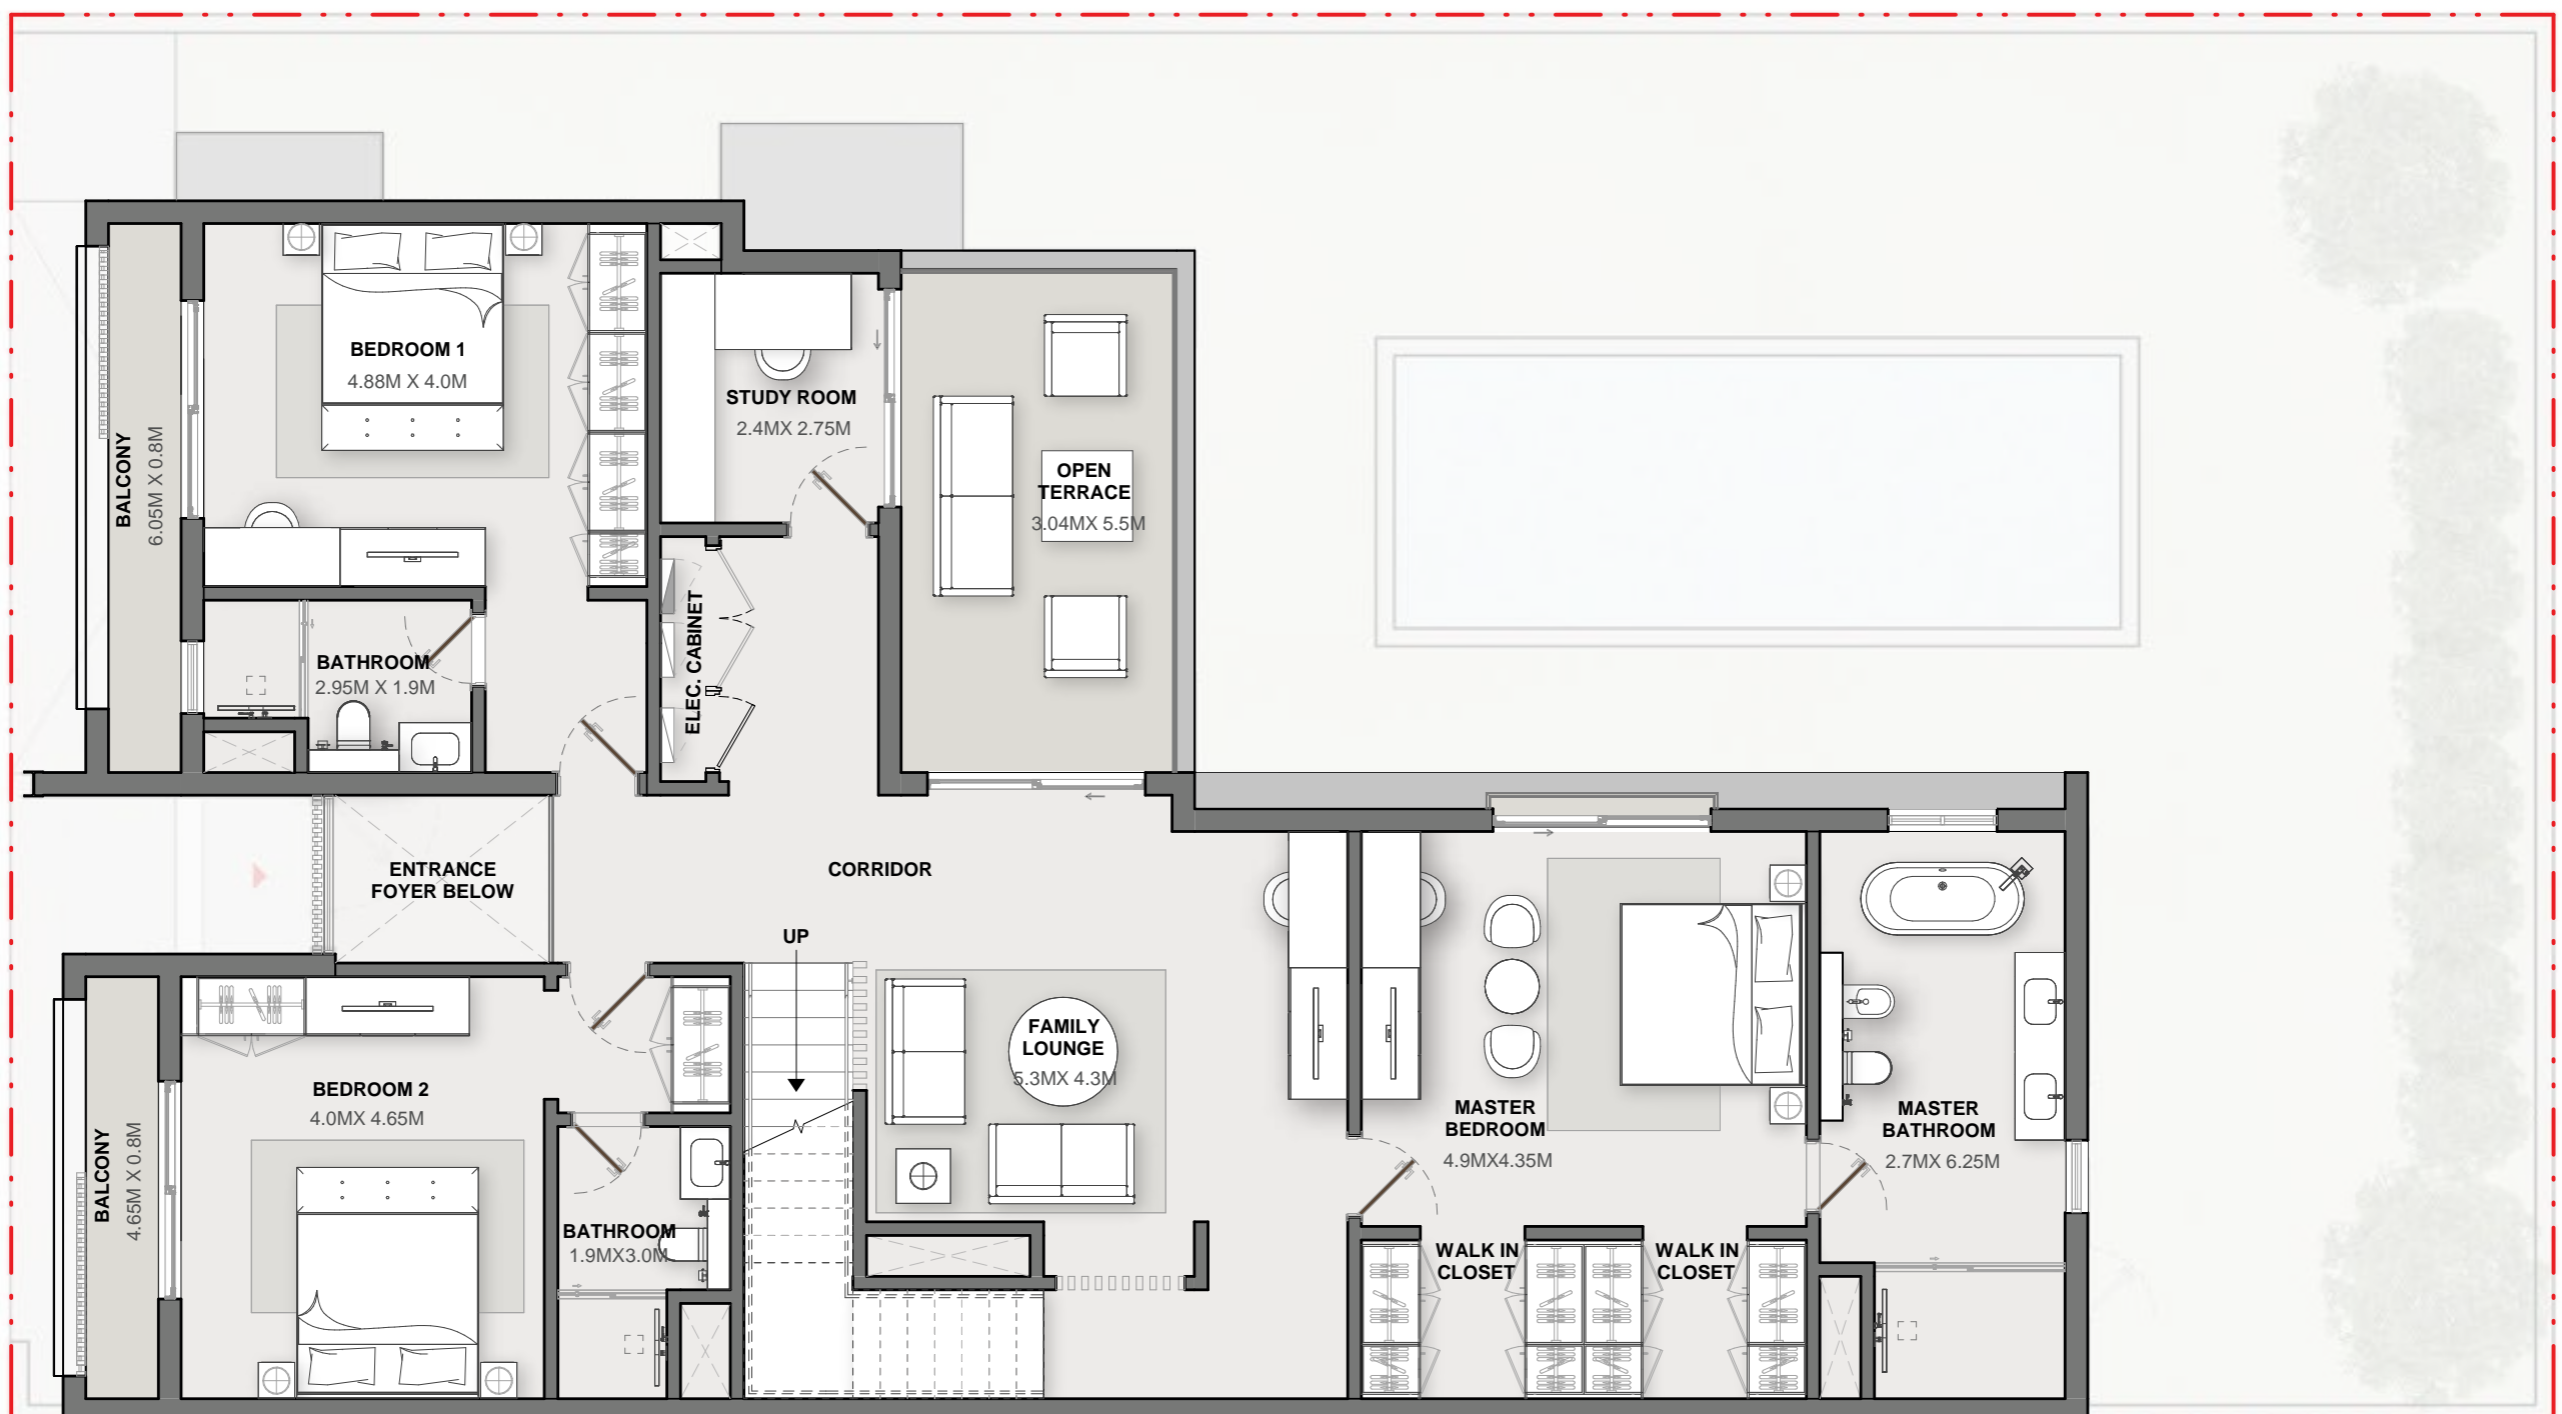 BEDROOM 1
4.88M X 4.0M
STUDY ROOM
2.4MX 2.75M
BALCONY
6.05M X 0.8M
OPEN
TERRACE
3.04MX 5.5M
BATHROOM
2.95M X 1.9M
ELEC. CABINET
ENTRANCE
FOYER BELOW
CORRIDOR
UP
FAMILY
LOUNGE
5.3MX 4.3M
BEDROOM 2
4.0MX 4.65M
BALCONY
4.65M X 0.8M
BATHROOM
1.9MX3.0M
MASTER
BEDROOM
4.9MX4.35M
MASTER
BATHROOM
2.7MX 6.25M
WALK IN
CLOSET
WALK IN
CLOSET